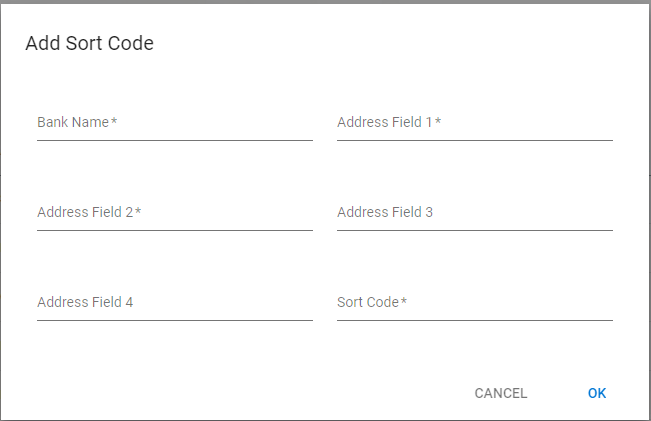 Add Sort Code
Bank Name* Address Field 1*
Address Field 2* Address Field 3
Address Field 4 Sort Code*
CANCEL OK